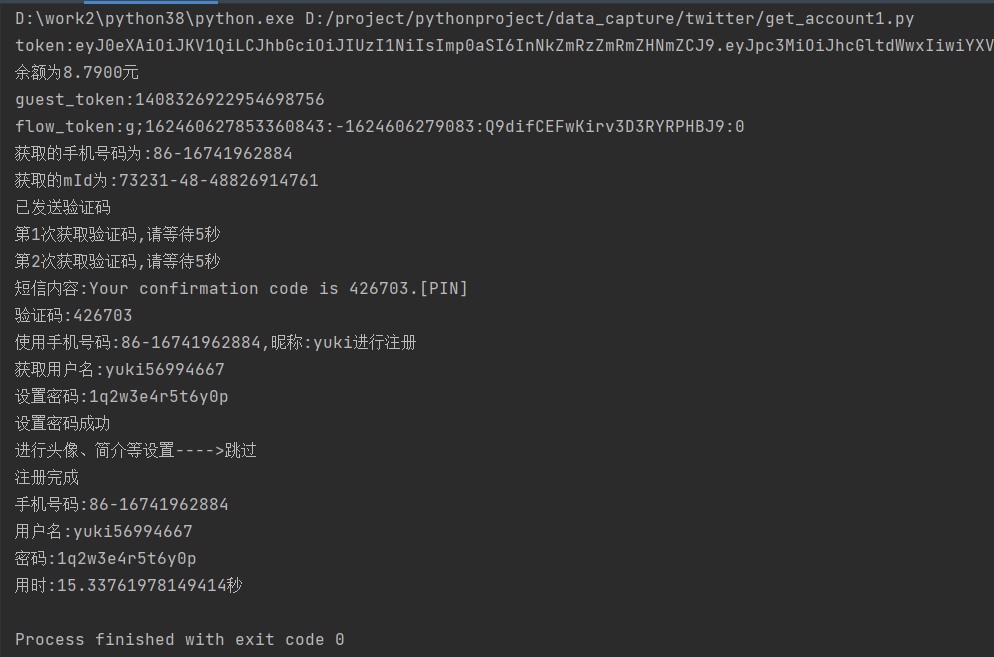 D:\work2\python38\python.exe D:/project/pythonproject/data_capture/twitter/get_account1.py
token:eyJ0eXAiOiJKV1QiLCJhbGciOiJIUzI1NiIsImp0aSI6InNkZmRzZmRmZHNmZCJ9.eyJpc3MiOiJhcGltdWwxIiwiYXV
余额为8.7900元
guest_token:1408326922954698756
flow_token:g;162460627853360843:-1624606279083:Q9difCEFwKirv3D3RYRPHBJ9:0
获取的手机号码为:86-16741962884
获取的mId为:73231-48-48826914761
已发送验证码
第1次获取验证码,请等待5秒
第2次获取验证码,请等待5秒
短信内容:Your confirmation code is 426703.[PIN]
验证码:426703
使用手机号码:86-16741962884,昵称:yuki进行注册
获取用户名:yuki56994667
设置密码:1q2w3e4r5t6y0p
设置密码成功
进行头像、简介等设置---->跳过
注册完成
手机号码:86-16741962884
用户名:yuki56994667
密码:1q2w3e4r5t6y0p
用时:15.33761978149414秒
Process finished with exit code 0